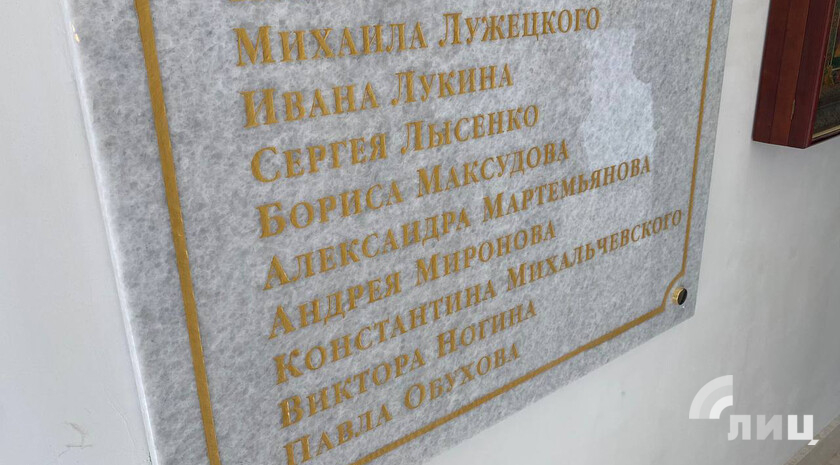 Михаила Лужецкого
Ивана Лукина
Сергея Лысенко
Бориса Максудова
Александра Мартемьянова
Андрея Миронова
Константина Михальчевского
Виктора Ногина
Павла Обухова
лиц